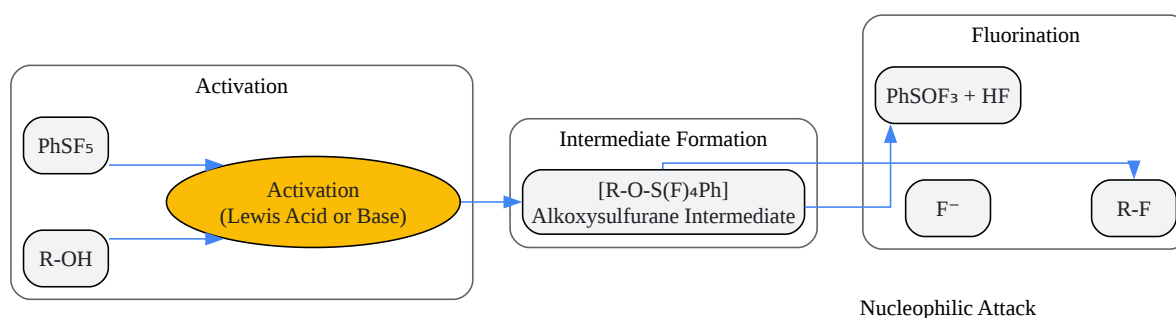 Activation
PhSF₅
R-OH
Activation
(Lewis Acid or Base)
Intermediate Formation
[R-O-S(F)₄Ph]
Alkoxysulfurane Intermediate
Fluorination
PhSOF₃ + HF
F⁻
R-F
Nucleophilic Attack